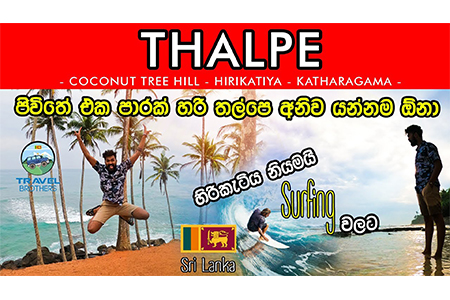 THALPE
- COCONUT TREE HILL - HIRIKATIYA - KATHARAGAMA -
ජිවිතේ එක පාරක් හරි තල්පෙ අනිව යන්නම ඕනා
TRAVEL
BROTHERS
හිරිකැටිය නියමයි
Surfing වලට
Sri Lanka